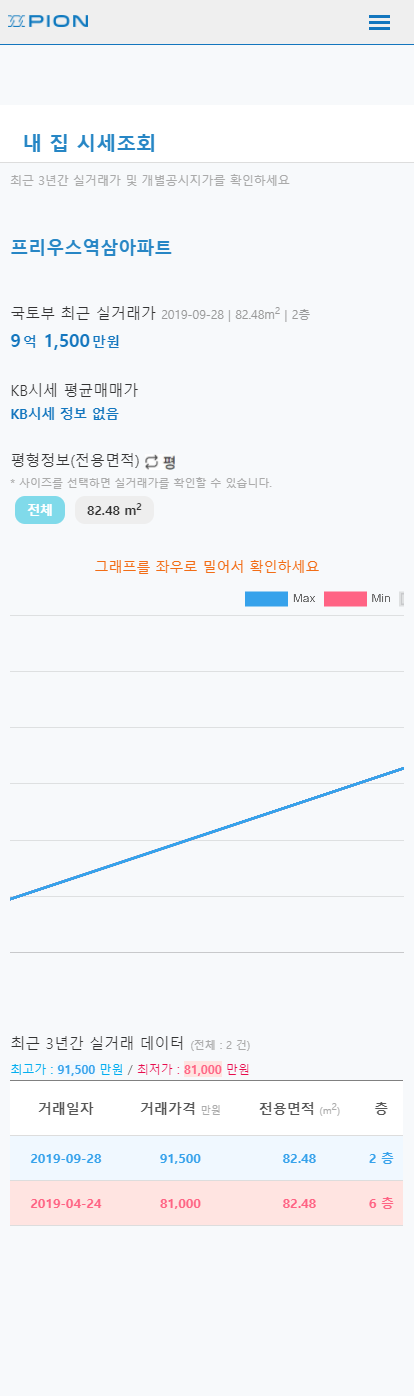 PION
내 집 시세조회
최근 3년간 실거래가 및 개별공시지가를 확인하세요
프리우스역삼아파트
국토부 최근 실거래가 2019-09-28 | 82.48m² | 2층
9억 1,500만원
KB시세 평균매매가
KB시세 정보 없음
평형정보(전용면적) 평
* 사이즈를 선택하면 실거래가를 확인할 수 있습니다.
전체 82.48 m²
그래프를 좌우로 밀어서 확인하세요
Max Min
최근 3년간 실거래 데이터 (전체 : 2 건)
최고가 : 91,500 만원 / 최저가 : 81,000 만원
거래일자 거래가격 만원 전용면적 (m²) 층
2019-09-28 91,500 82.48 2 층
2019-04-24 81,000 82.48 6 층